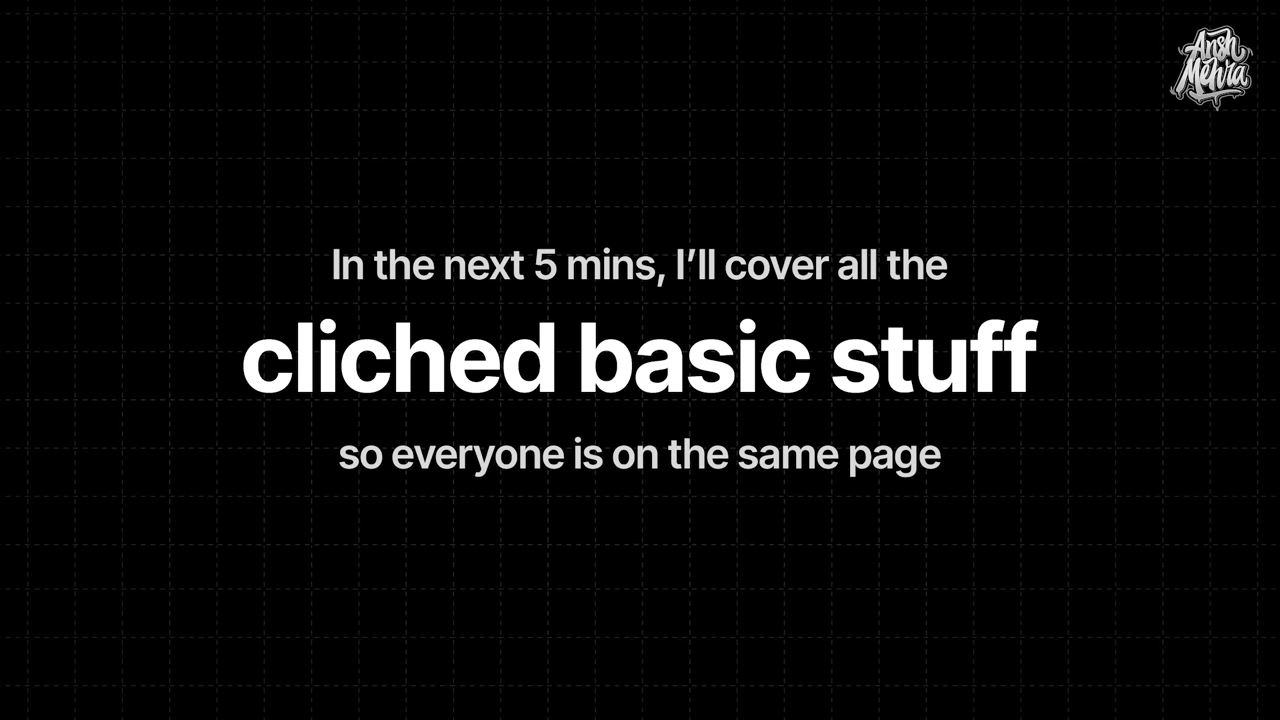 Ansh
Mehra
In the next 5 mins, I’ll cover all the
cliched basic stuff
so everyone is on the same page